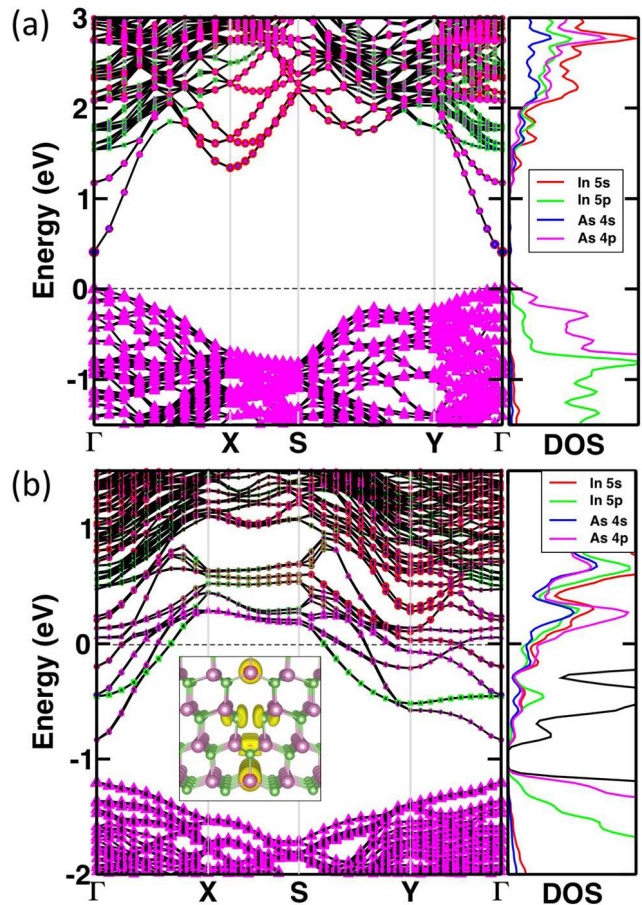 (a)
3
2
1
0
-1
Energy (eV)
Γ X S Y Γ
DOS
In 5s
In 5p
As 4s
As 4p
(b)
1
0
-1
-2
Energy (eV)
Γ X S Y Γ
DOS
In 5s
In 5p
As 4s
As 4p